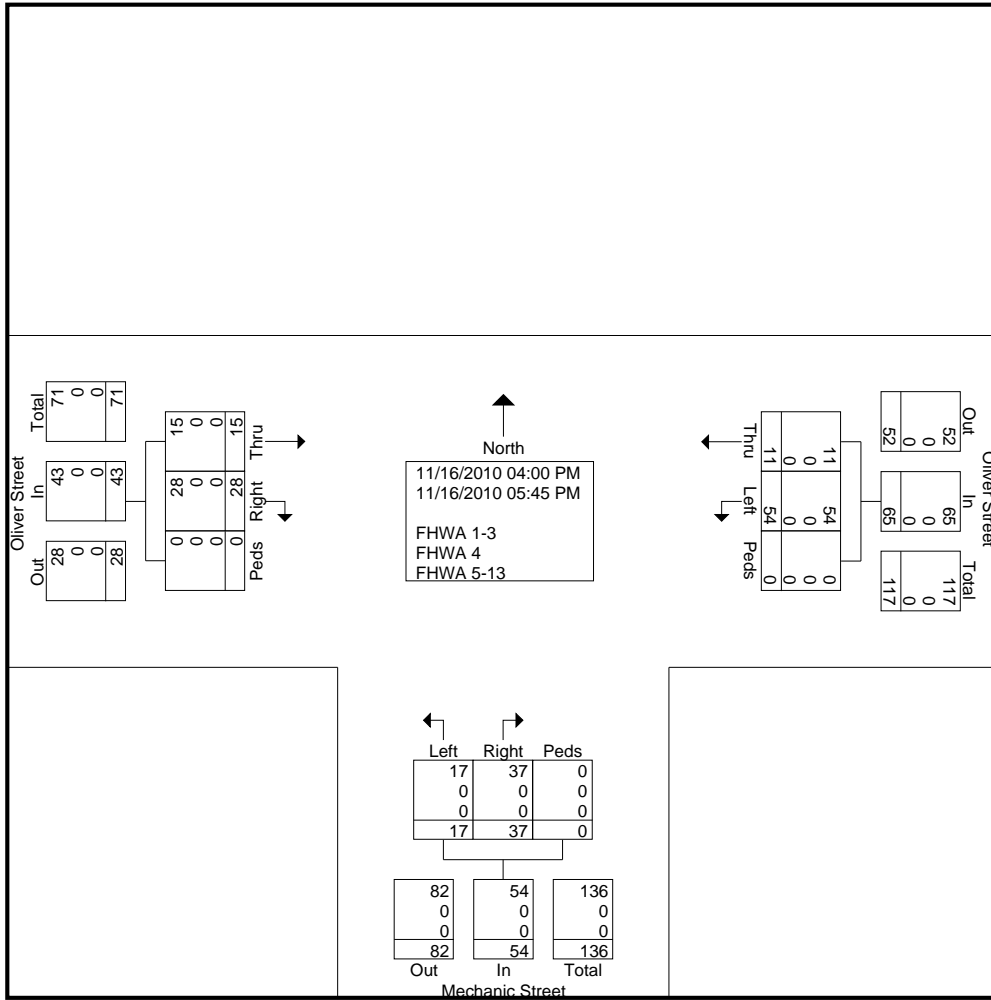 Oliver Street
Total
71
0
0
71
In
43
0
0
43
Out
28
0
0
28
15
0
0
15
Thru
28
0
0
28
Right
0
0
0
0
Peds
North
11/16/2010 04:00 PM
11/16/2010 05:45 PM
FHWA 1-3
FHWA 4
FHWA 5-13
Thru
11
0
0
11
Left
54
0
0
54
Peds
0
0
0
0
Out
52
0
0
52
In
65
0
0
65
Total
117
0
0
117
Oliver Street
Left Right Peds
17 37 0
0 0 0
0 0 0
17 37 0
82 54 136
0 0 0
0 0 0
82 54 136
Out In Total
Mechanic Street